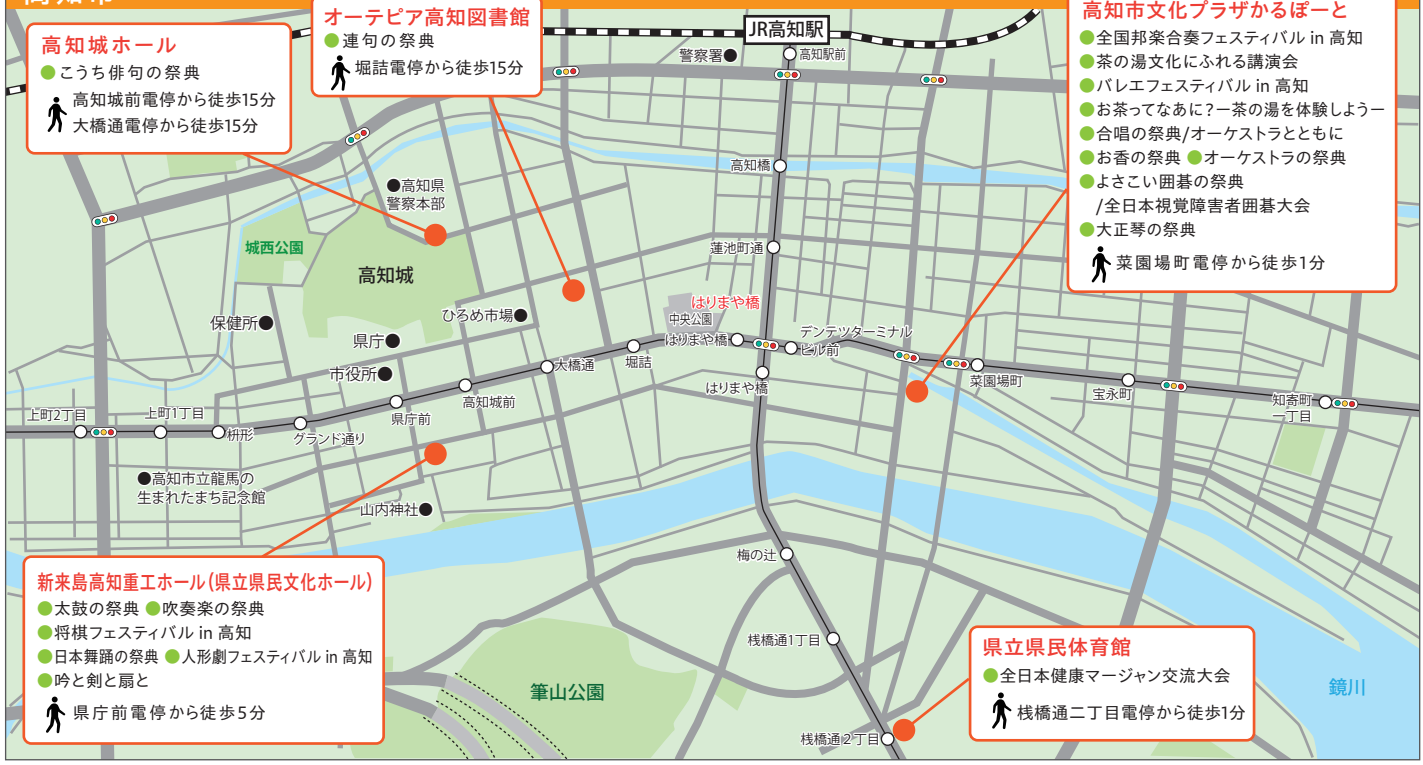 高知市
高知城ホール
●こうち俳句の祭典
高知城前電停から徒歩15分
大橋通電停から徒歩15分
オーテピア高知図書館
●連句の祭典
堀詰電停から徒歩15分
高知市文化プラザかるぽーと
●全国邦楽合奏フェスティバル in 高知
●茶の湯文化にふれる講演会
●バレエフェスティバル in 高知
●お茶ってなあに?ー茶の湯を体験しようー
●合唱の祭典/オーケストラとともに
●お香の祭典 ●オーケストラの祭典
●よさこい囲碁の祭典
/全日本視覚障害者囲碁大会
●大正琴の祭典
菜園場町電停から徒歩1分
JR高知駅
警察署●
高知駅前
高知橋
●高知県
警察本部
城西公園
高知城
蓮池町通
はりまや橋
中央公園
ひろめ市場●
保健所●
県庁●
市役所●
はりまや橋
デンテツターミナル
ビル前
堀詰
大橋通
はりまや橋
菜園場町
宝永町
知寄町
一丁目
高知城前
県庁前
グランド通り
上町2丁目
上町1丁目
枡形
●高知市立龍馬の
生まれたまち記念館
山内神社●
梅の辻
桟橋通1丁目
桟橋通2丁目
筆山公園
鏡川
新来島高知重工ホール(県立県民文化ホール)
●太鼓の祭典 ●吹奏楽の祭典
●将棋フェスティバル in 高知
●日本舞踊の祭典 ●人形劇フェスティバル in 高知
●吟と剣と扇と
県庁前電停から徒歩5分
県立県民体育館
●全日本健康マージャン交流大会
桟橋通二丁目電停から徒歩1分